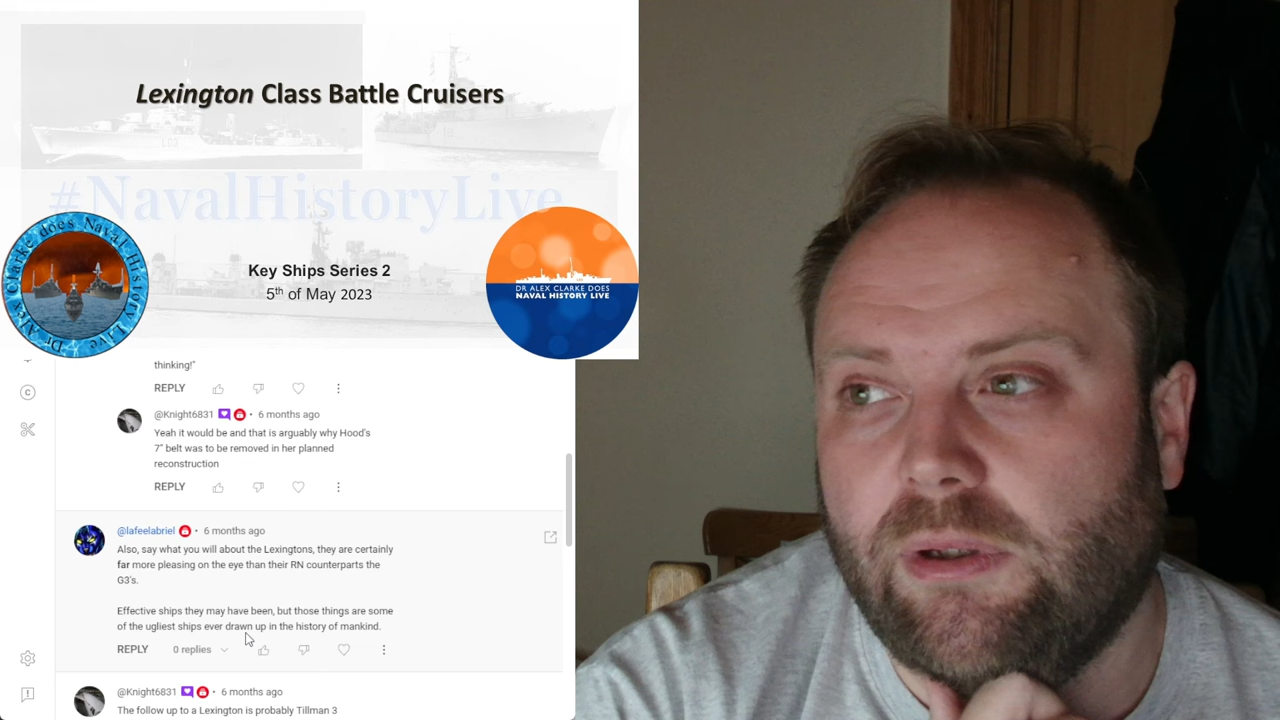 Lexington Class Battle Cruisers
#NavalHistoryLive
Dr Alex Clarke does Naval History Live
Key Ships Series 2
5th of May 2023
DR ALEX CLARKE DOES
NAVAL HISTORY LIVE
thinking!"
REPLY
@Knight6831 • 6 months ago
Yeah it would be and that is arguably why Hood's
7" belt was to be removed in her planned
reconstruction
REPLY
@lafeelabriel • 6 months ago
Also, say what you will about the Lexingtons, they are certainly
far more pleasing on the eye than their RN counterparts the
G3's.
Effective ships they may have been, but those things are some
of the ugliest ships ever drawn up in the history of mankind.
REPLY 0 replies
@Knight6831 • 6 months ago
The follow up to a Lexington is probably Tillman 3